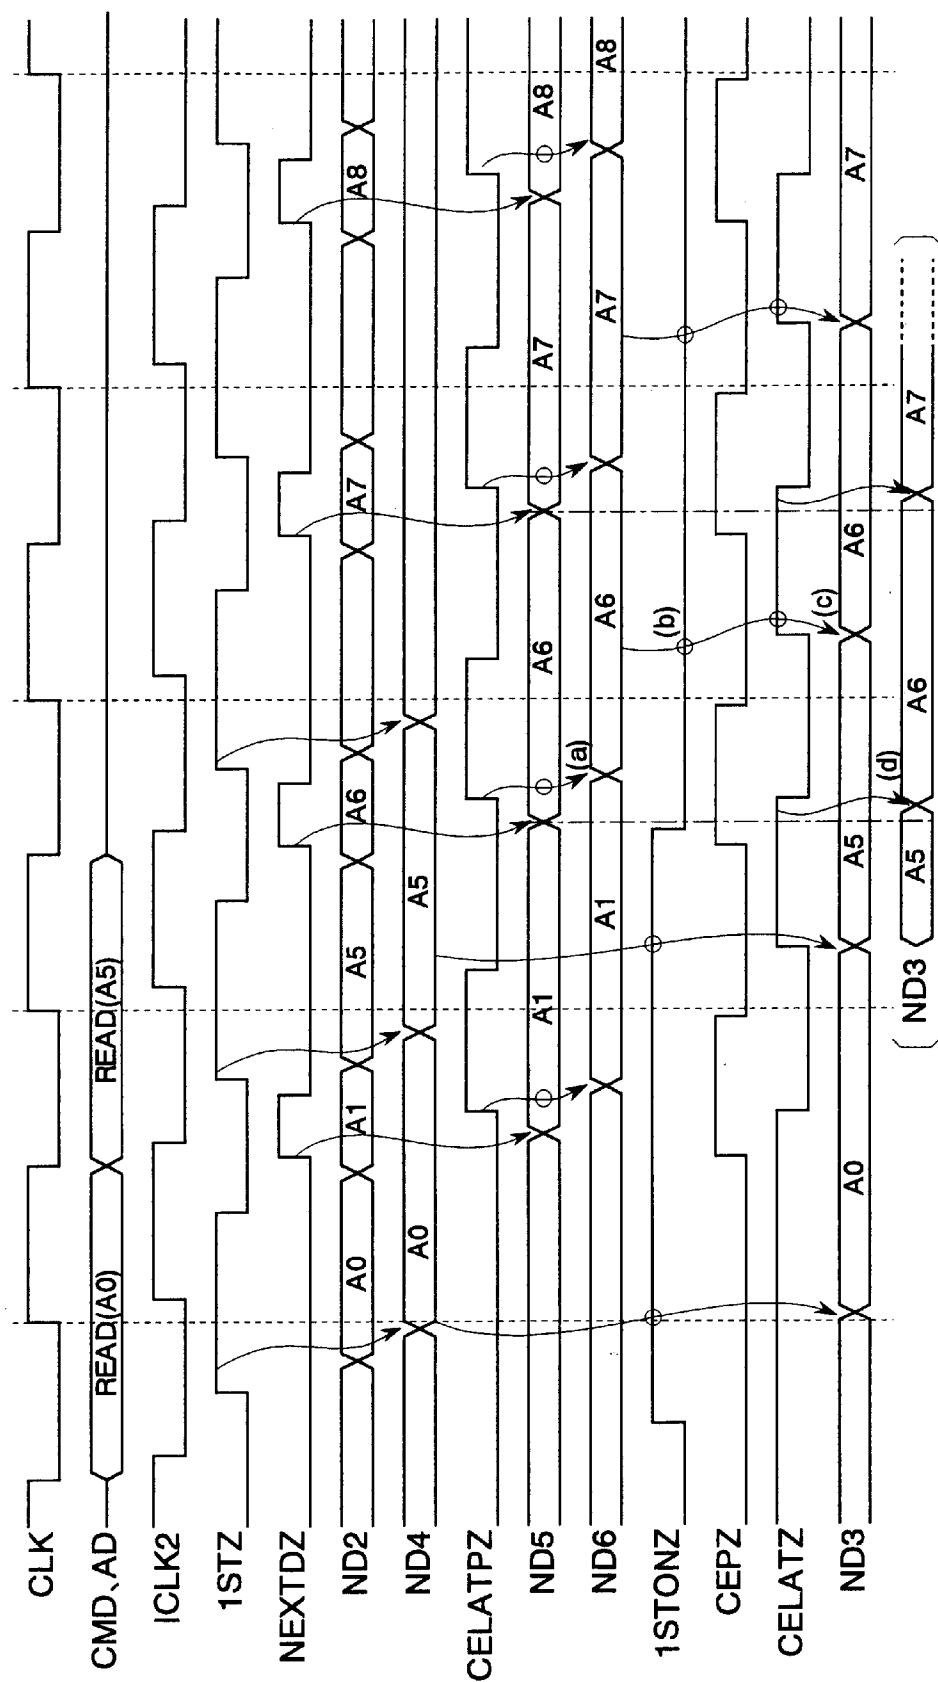 CLK
CMD、AD READ(A0) READ(A5)
ICLK2
1STZ
NEXTDZ
ND2 A0 A1 A5 A6 A7 A8
ND4 A0 A5
CELATPZ
ND5 A1 A6 A7 A8
(a)
ND6 A1 A6 A7 A8
1STONZ (b)
CEPZ
CELATZ
(c)
ND3 A0 A5 A6 A7
(d)
ND3 A5 A6 A7